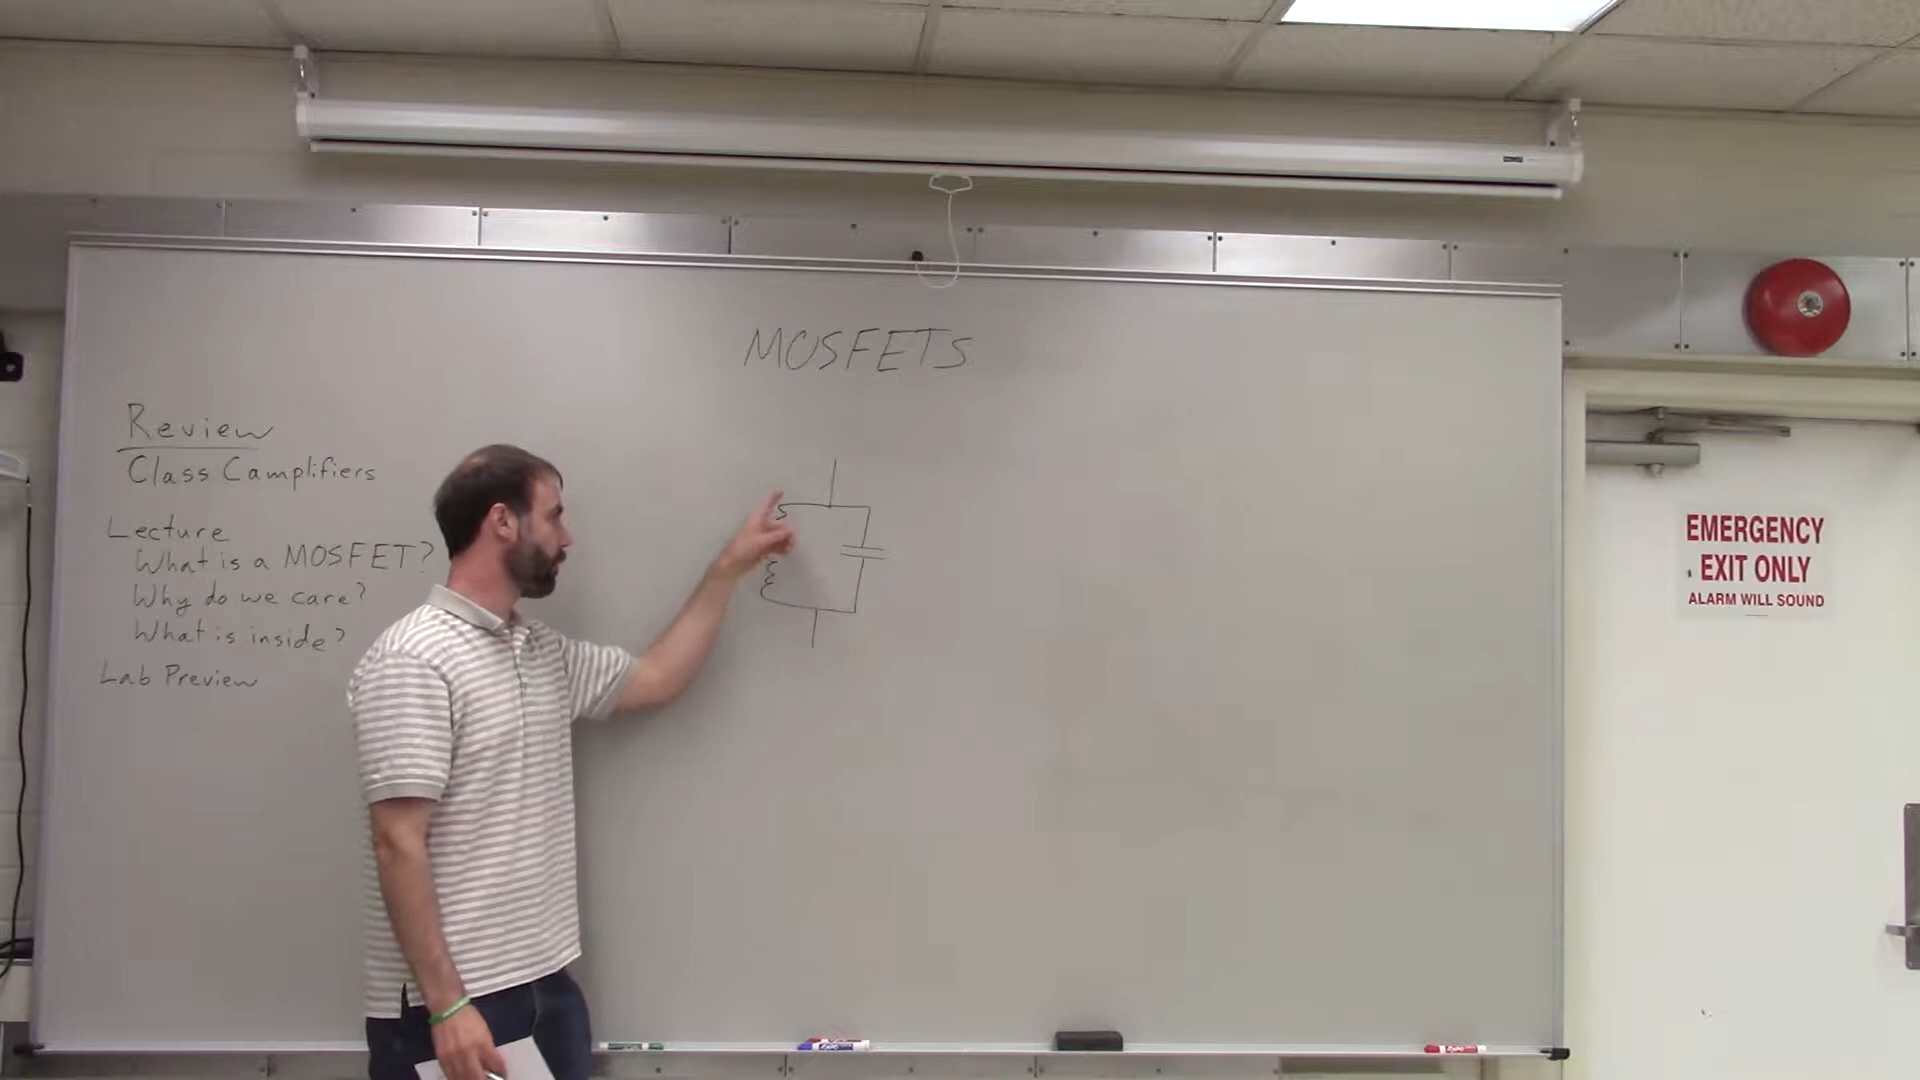 MOSFETS
Review
Class C amplifiers
Lecture
What is a MOSFET?
Why do we care?
What is inside?
Lab Preview
EMERGENCY
EXIT ONLY
ALARM WILL SOUND